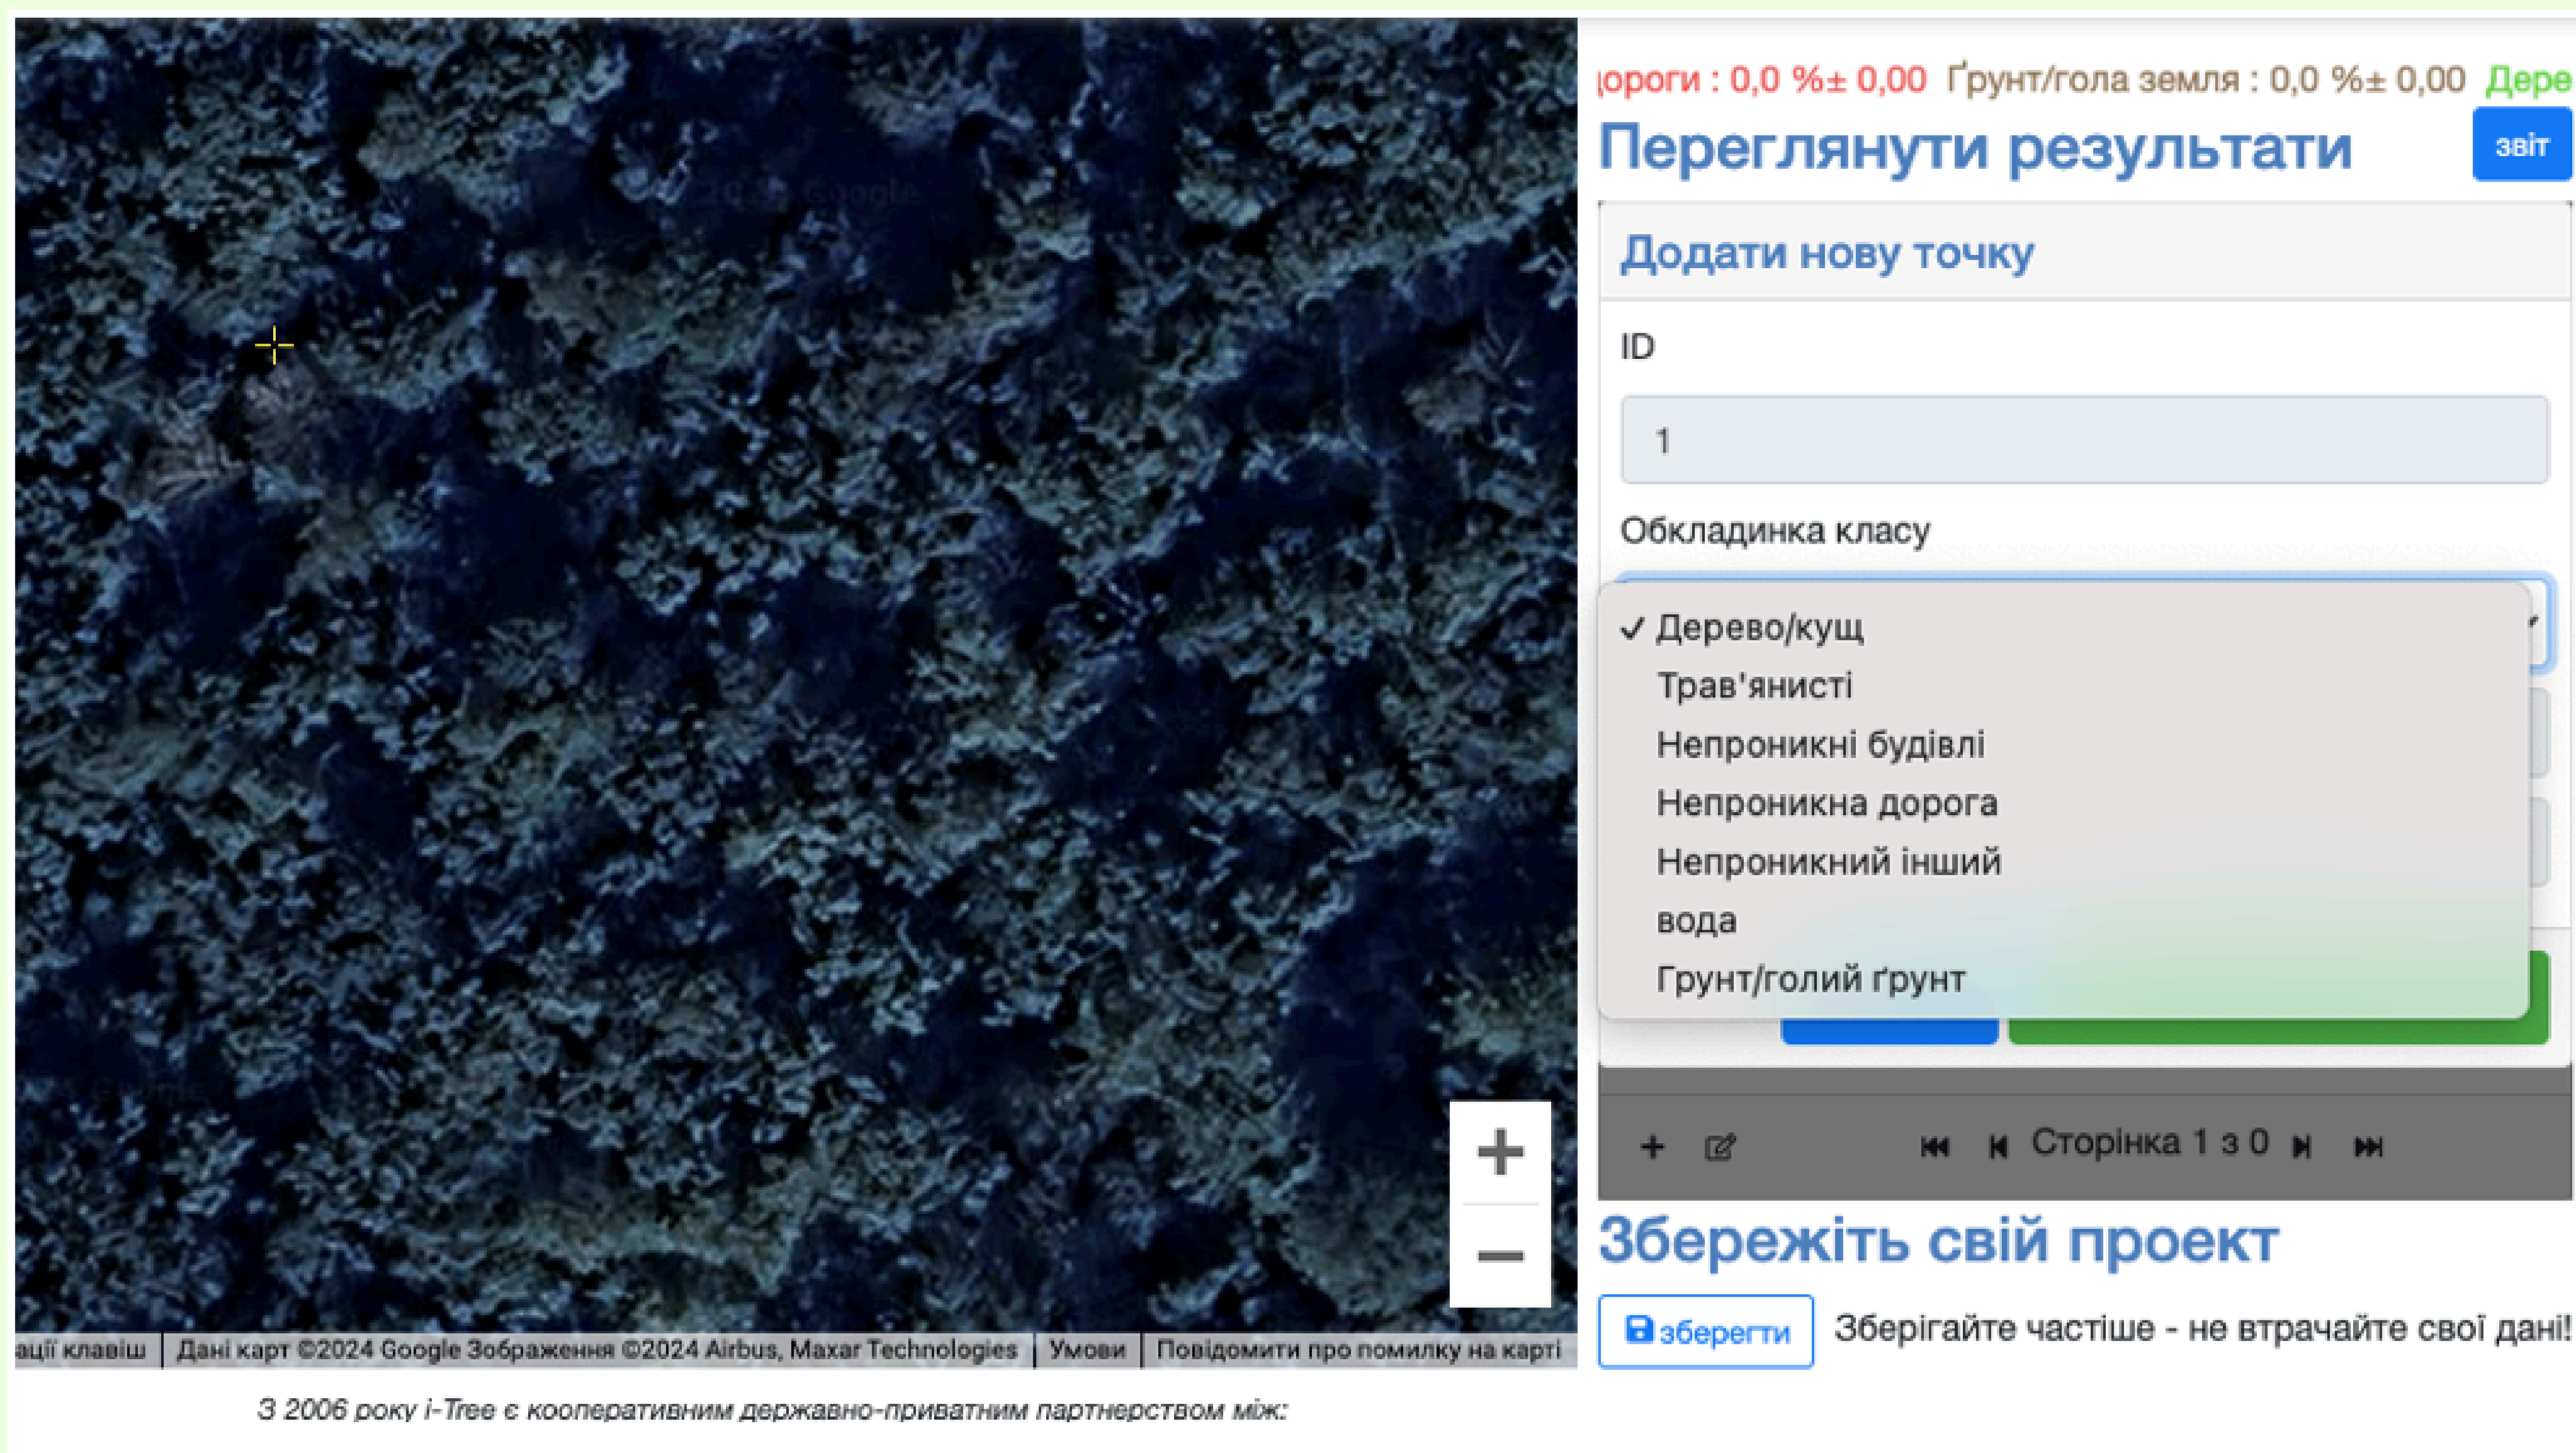 дороги : 0,0 %± 0,00 Ґрунт/гола земля : 0,0 %± 0,00 Дере
Переглянути результати
звіт
Додати нову точку
ID
1
Обкладинка класу
✓ Дерево/кущ
Трав'янисті
Непроникні будівлі
Непроникна дорога
Непроникний інший
вода
Грунт/голий ґрунт
Сторінка 1 з 0
Збережіть свій проект
зберегти
Зберігайте частіше - не втрачайте свої дані!
Google
ації клавіш
Дані карт ©2024 Google Зображення ©2024 Airbus, Maxar Technologies
Умови
Повідомити про помилку на карті
З 2006 року i-Tree є кооперативним державно-приватним партнерством між: